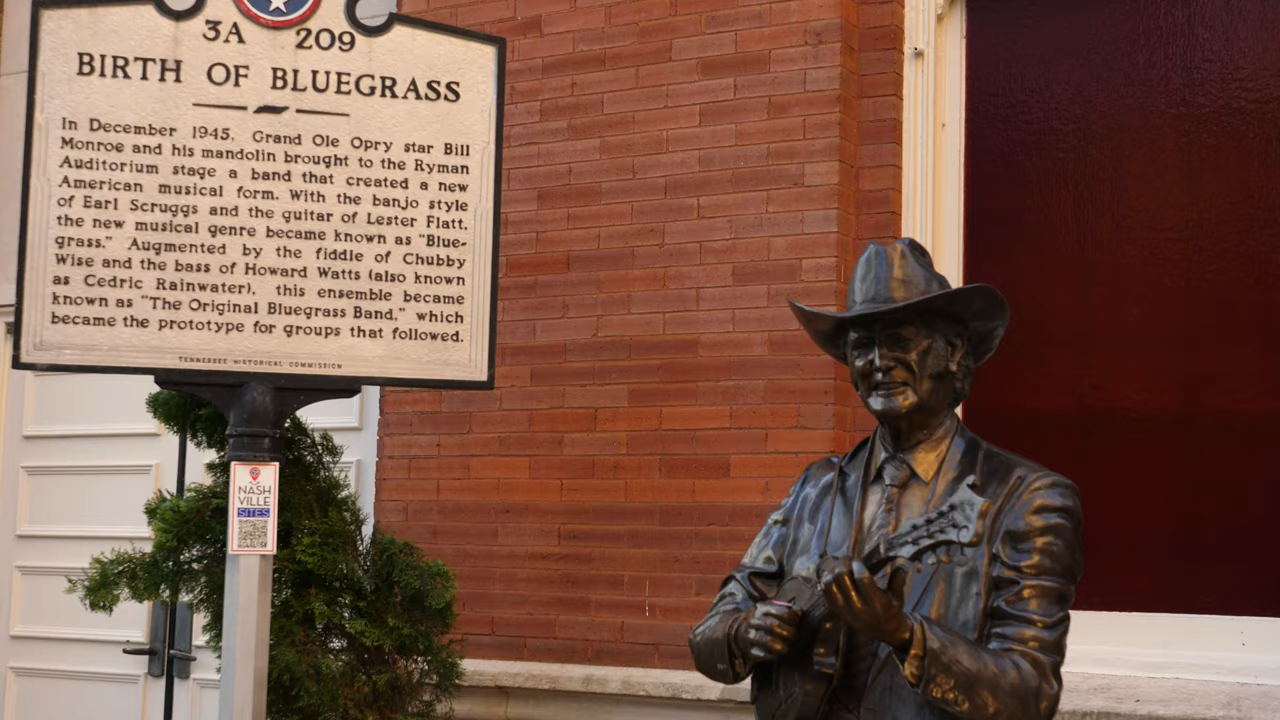 3A 209
BIRTH OF BLUEGRASS
In December 1945, Grand Ole Opry star Bill
Monroe and his mandolin brought to the Ryman
Auditorium stage a band that created a new
American musical form. With the banjo style
of Earl Scruggs and the guitar of Lester Flatt,
the new musical genre became known as "Blue-
grass." Augmented by the fiddle of Chubby
Wise and the bass of Howard Watts (also known
as Cedric Rainwater), this ensemble became
known as "The Original Bluegrass Band," which
became the prototype for groups that followed.
TENNESSEE HISTORICAL COMMISSION
NASH
VILLE
SITES